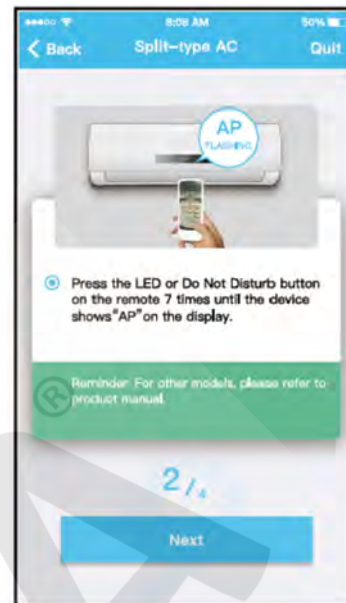 8:08 AM 50%
Back Split-type AC Quit
AP
FLASHING
Press the LED or Do Not Disturb button
on the remote 7 times until the device
shows“AP”on the display.
Reminder: For other models, please refer to
product manual.
®
2/4
Next